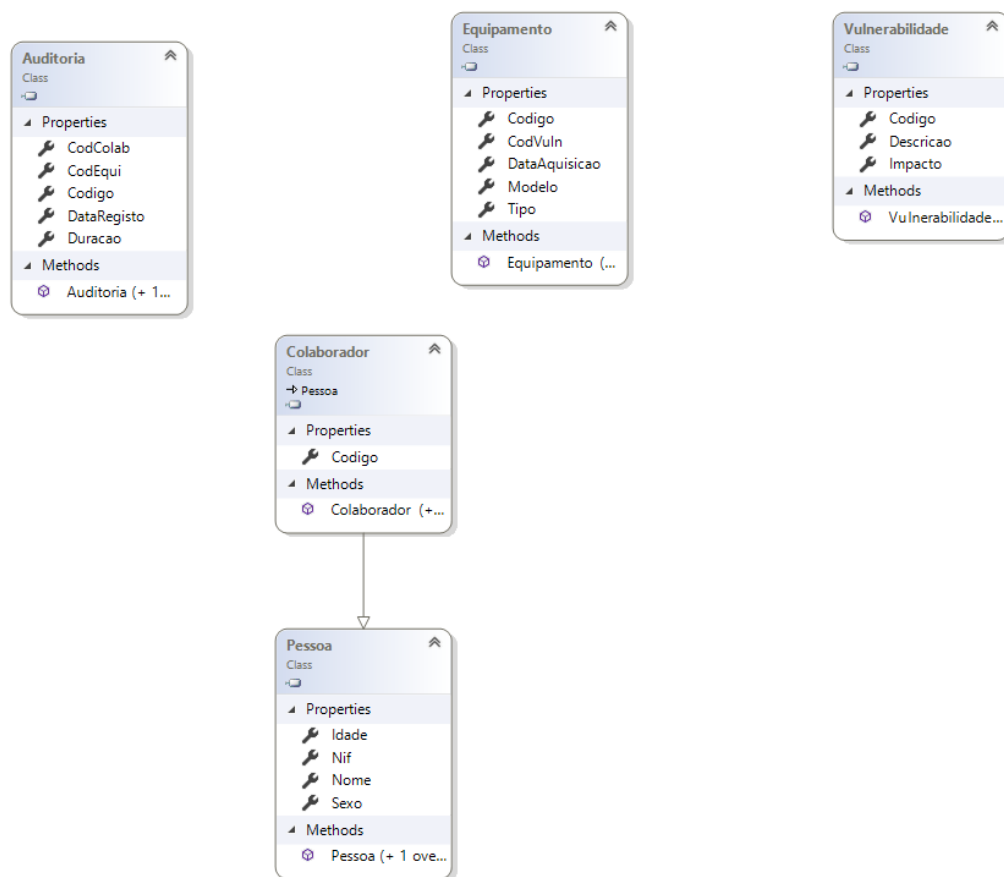 Auditoria
Class
Properties
CodColab
CodEqui
Codigo
DataRegisto
Duracao
Methods
Auditoria (+ 1...
Equipamento
Class
Properties
Codigo
CodVuln
DataAquisicao
Modelo
Tipo
Methods
Equipamento (...
Vulnerabilidade
Class
Properties
Codigo
Descricao
Impacto
Methods
Vulnerabilidade...
Colaborador
Class
Pessoa
Properties
Codigo
Methods
Colaborador (+...
Pessoa
Class
Properties
Idade
Nif
Nome
Sexo
Methods
Pessoa (+ 1 ove...